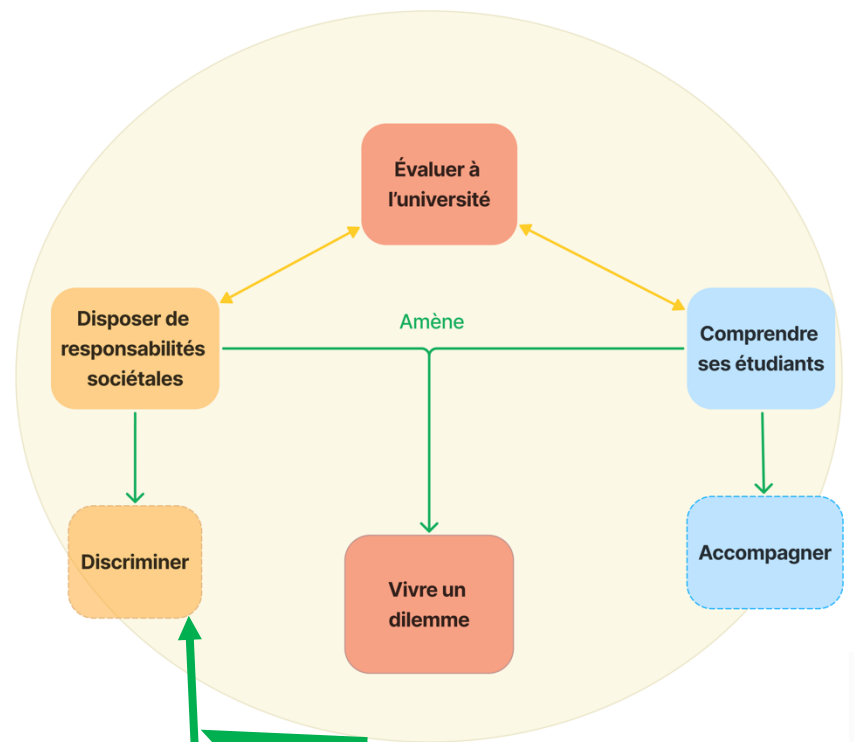 Évaluer à
l'université
Disposer de
responsabilités
sociétales
Amène
Comprendre
ses étudiants
Discriminer
Vivre un
dilemme
Accompagner